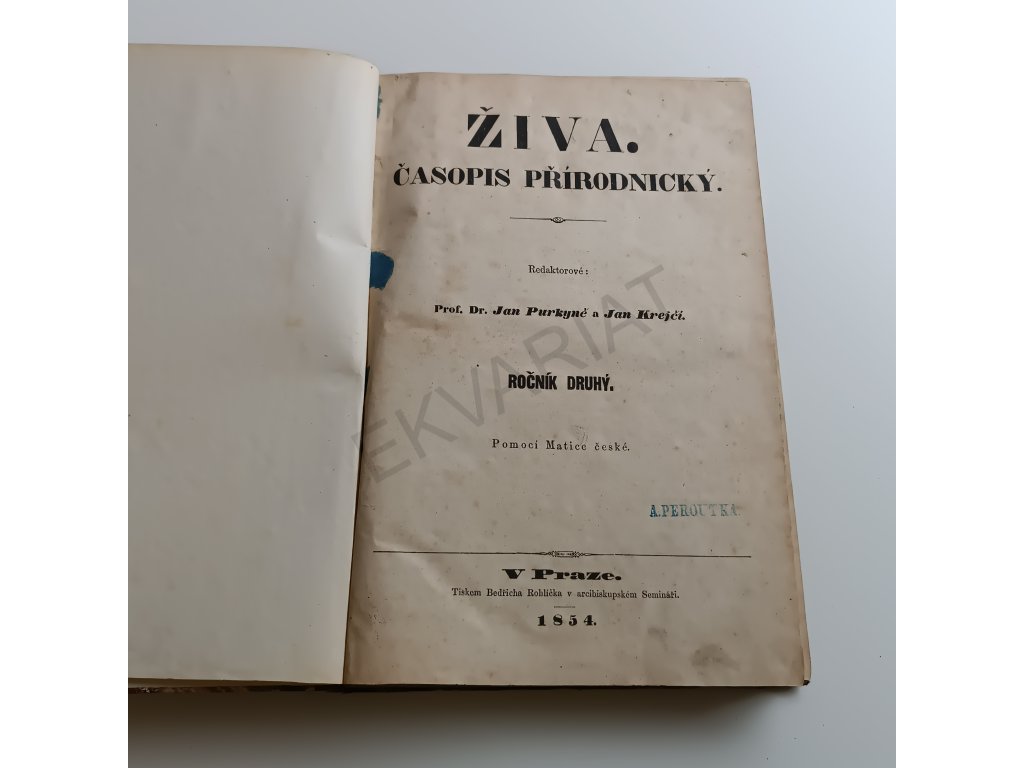 ŽIVA.
ČASOPIS PŘÍRODNICKÝ.
Redaktorové:
Prof. Dr. Jan Purkyně a Jan Krejčí.
ROČNÍK DRUHÝ.
Pomocí Matice české.
A. PEROUTKA.
V Praze.
Tiskem Bedřicha Rohlíčka v arcibiskupském Semináři.
1854.
EKVARIAT